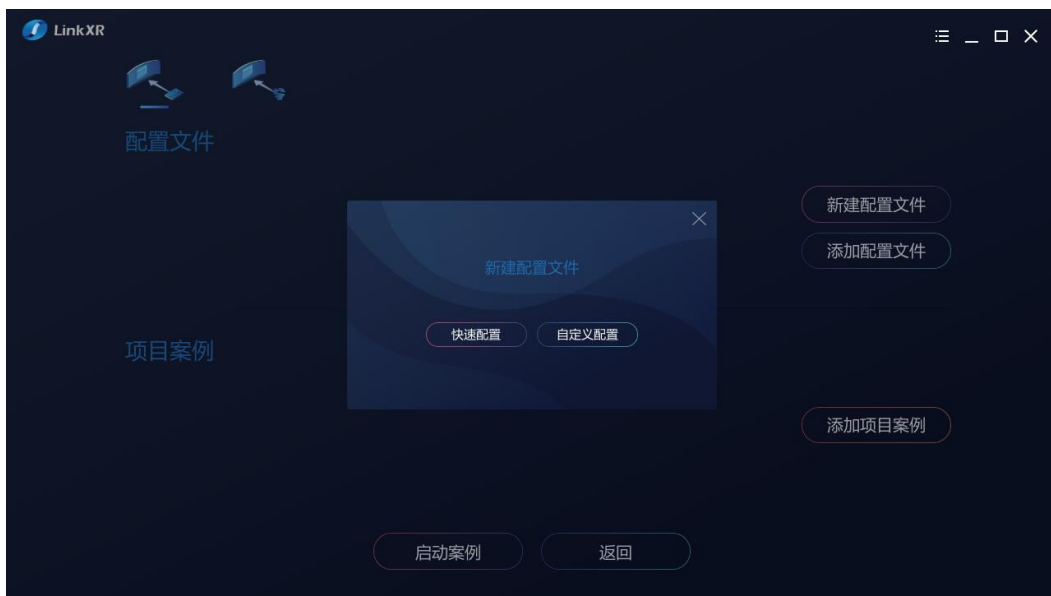 LinkXR
配置文件
新建配置文件
添加配置文件
新建配置文件
快速配置
自定义配置
项目案例
添加项目案例
启动案例
返回